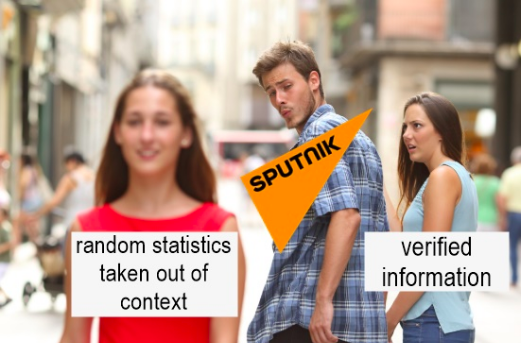 random statistics
taken out of
context
SPUTNIK
verified
information